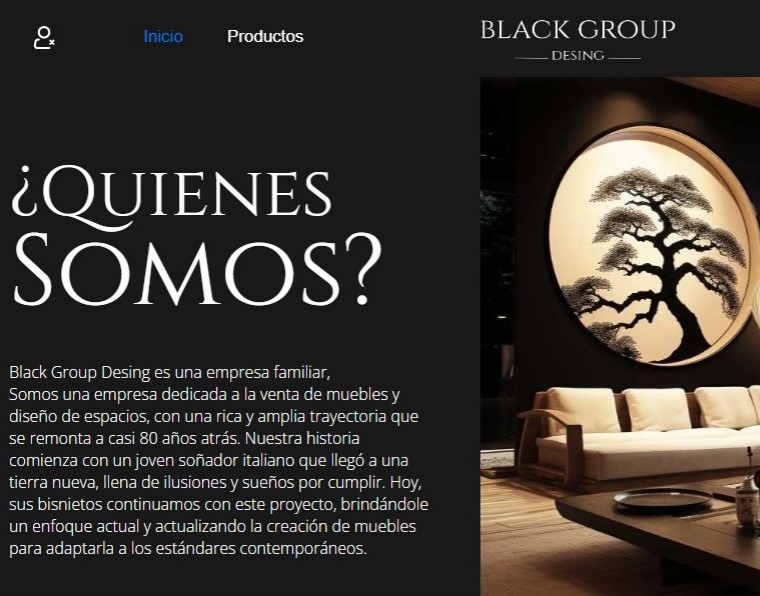 Inicio Productos
BLACK GROUP
DESING
¿QUIENES
SOMOS?
Black Group Desing es una empresa familiar,
Somos una empresa dedicada a la venta de muebles y
diseño de espacios, con una rica y amplia trayectoria que
se remonta a casi 80 años atrás. Nuestra historia
comienza con un joven soñador italiano que llegó a una
tierra nueva, llena de ilusiones y sueños por cumplir. Hoy,
sus bisnietos continuamos con este proyecto, brindándole
un enfoque actual y actualizando la creación de muebles
para adaptarla a los estándares contemporáneos.